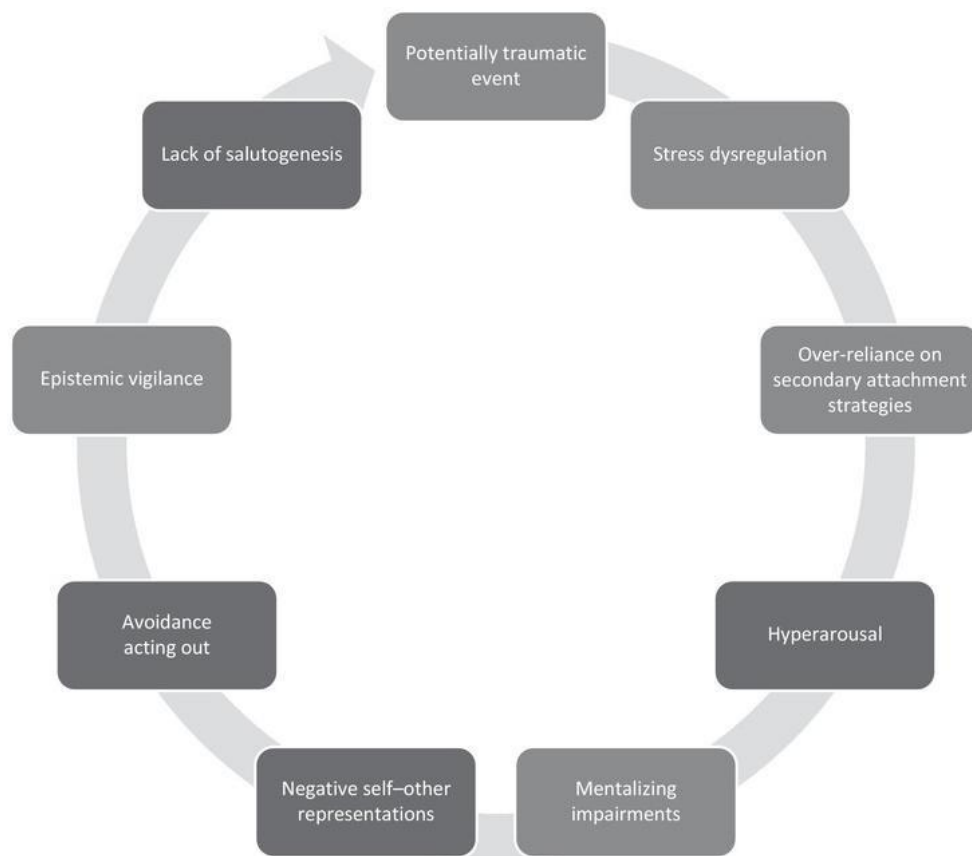 Potentially traumatic
event
Stress dysregulation
Over-reliance on
secondary attachment
strategies
Hyperarousal
Mentalizing
impairments
Negative self–other
representations
Avoidance
acting out
Epistemic vigilance
Lack of salutogenesis